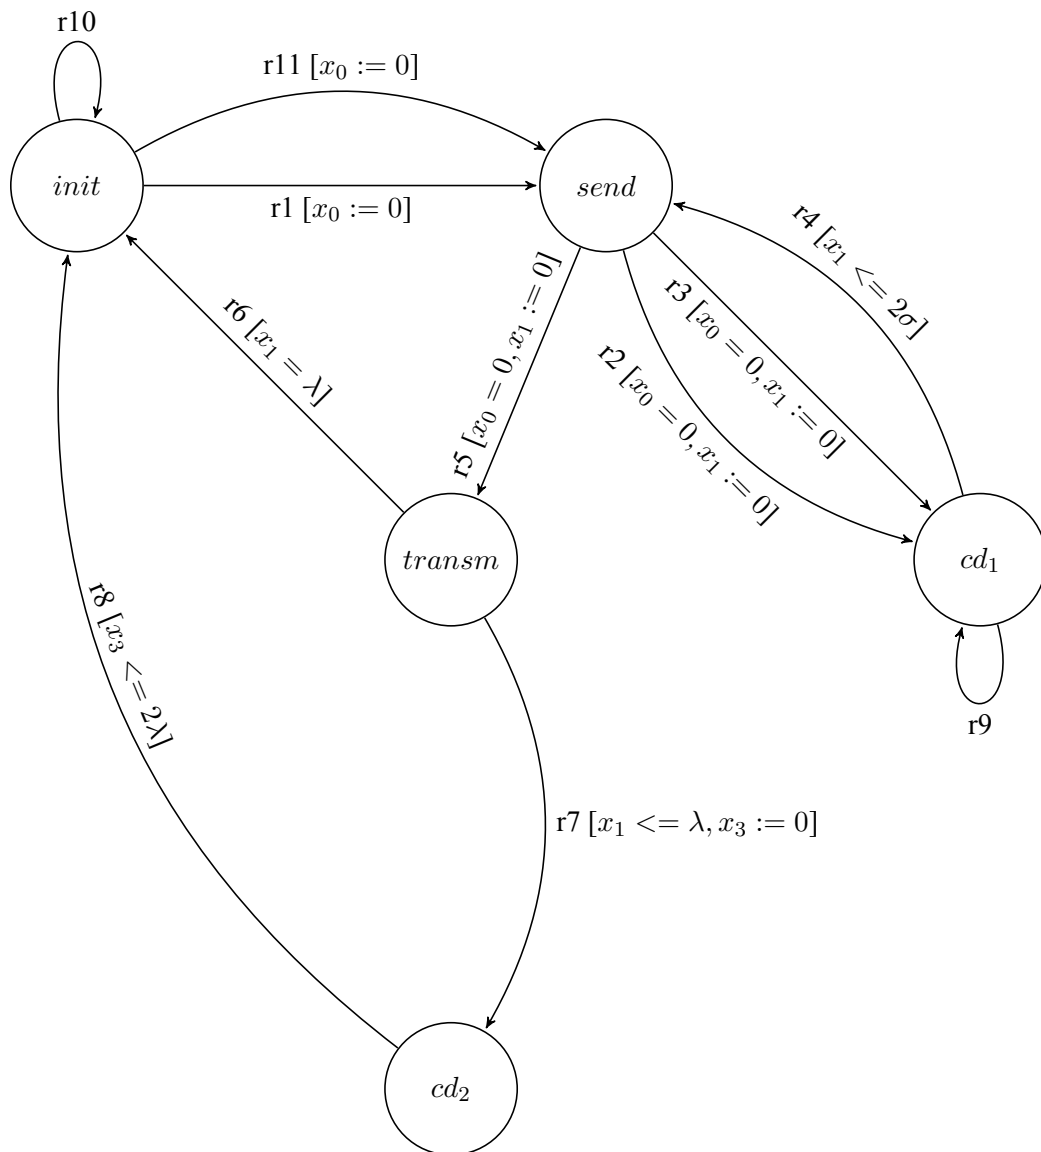 r10
r11 [x₀ := 0]
init
send
r1 [x₀ := 0]
r4 [x₁ <= 2σ]
r3 [x₀ = 0, x₁ := 0]
r6 [x₁ = λ]
r5 [x₀ = 0, x₁ := 0]
r2 [x₀ = 0, x₁ := 0]
transm
cd₁
r8 [x₃ <= 2λ]
r9
r7 [x₁ <= λ, x₃ := 0]
cd₂